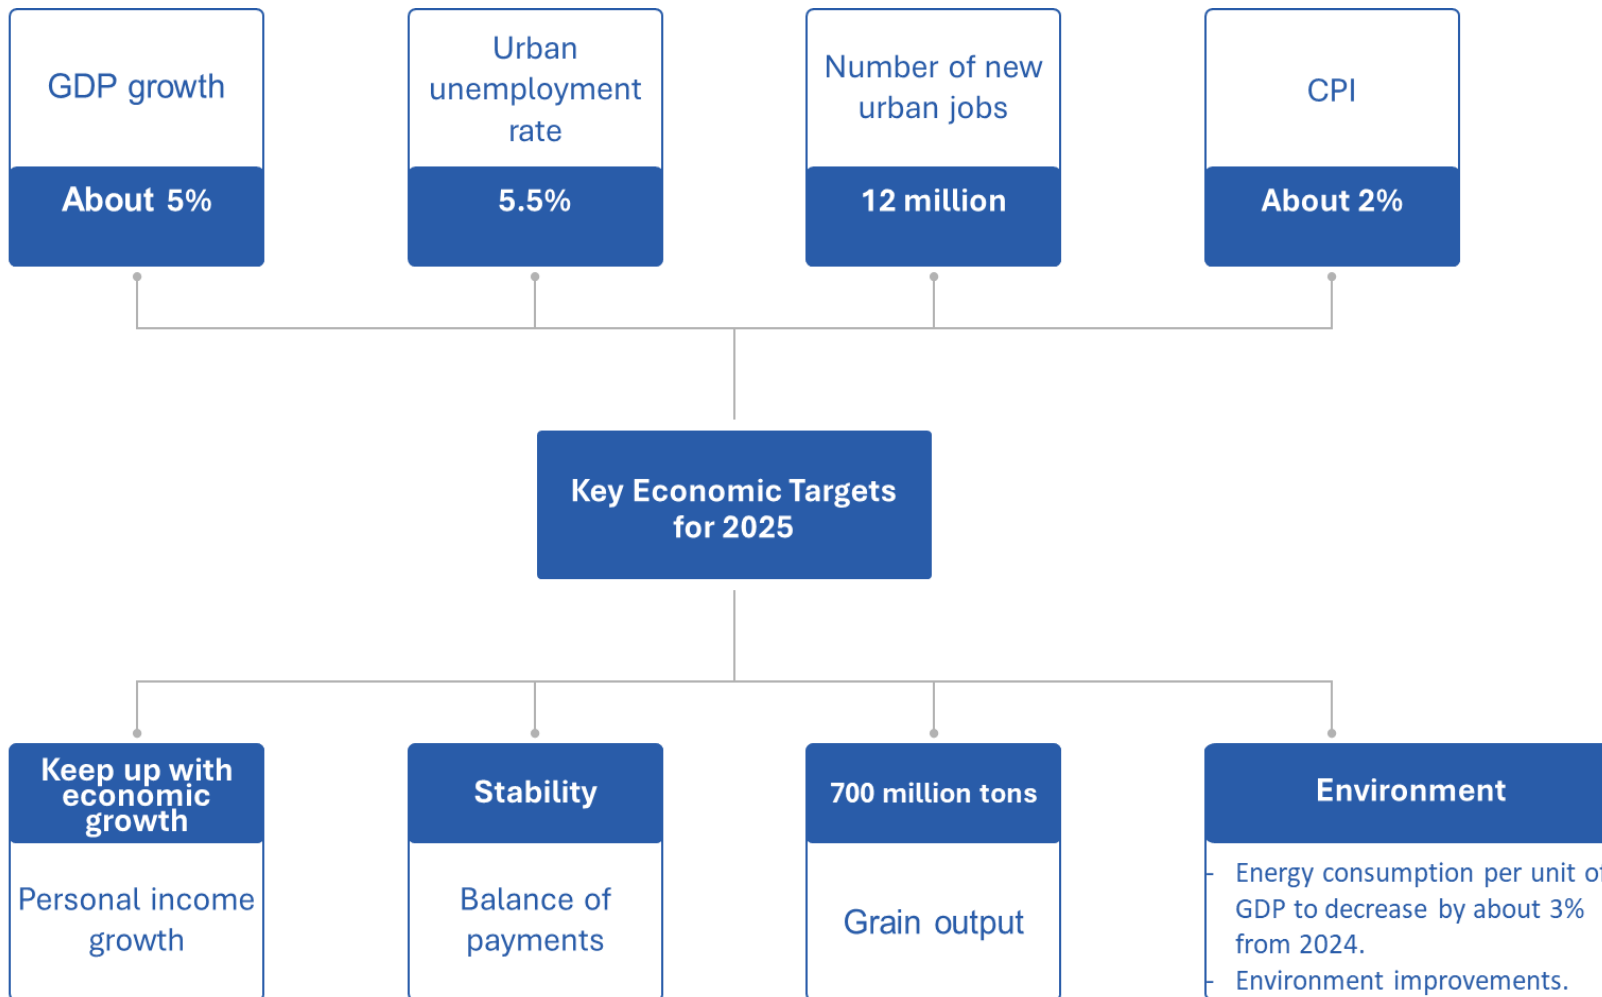 GDP growth
About 5%
Urban
unemployment
rate
5.5%
Number of new
urban jobs
12 million
CPI
About 2%
Key Economic Targets
for 2025
Keep up with
economic
growth
Personal income
growth
Stability
Balance of
payments
700 million tons
Grain output
Environment
- Energy consumption per unit of
GDP to decrease by about 3%
from 2024.
- Environment improvements.